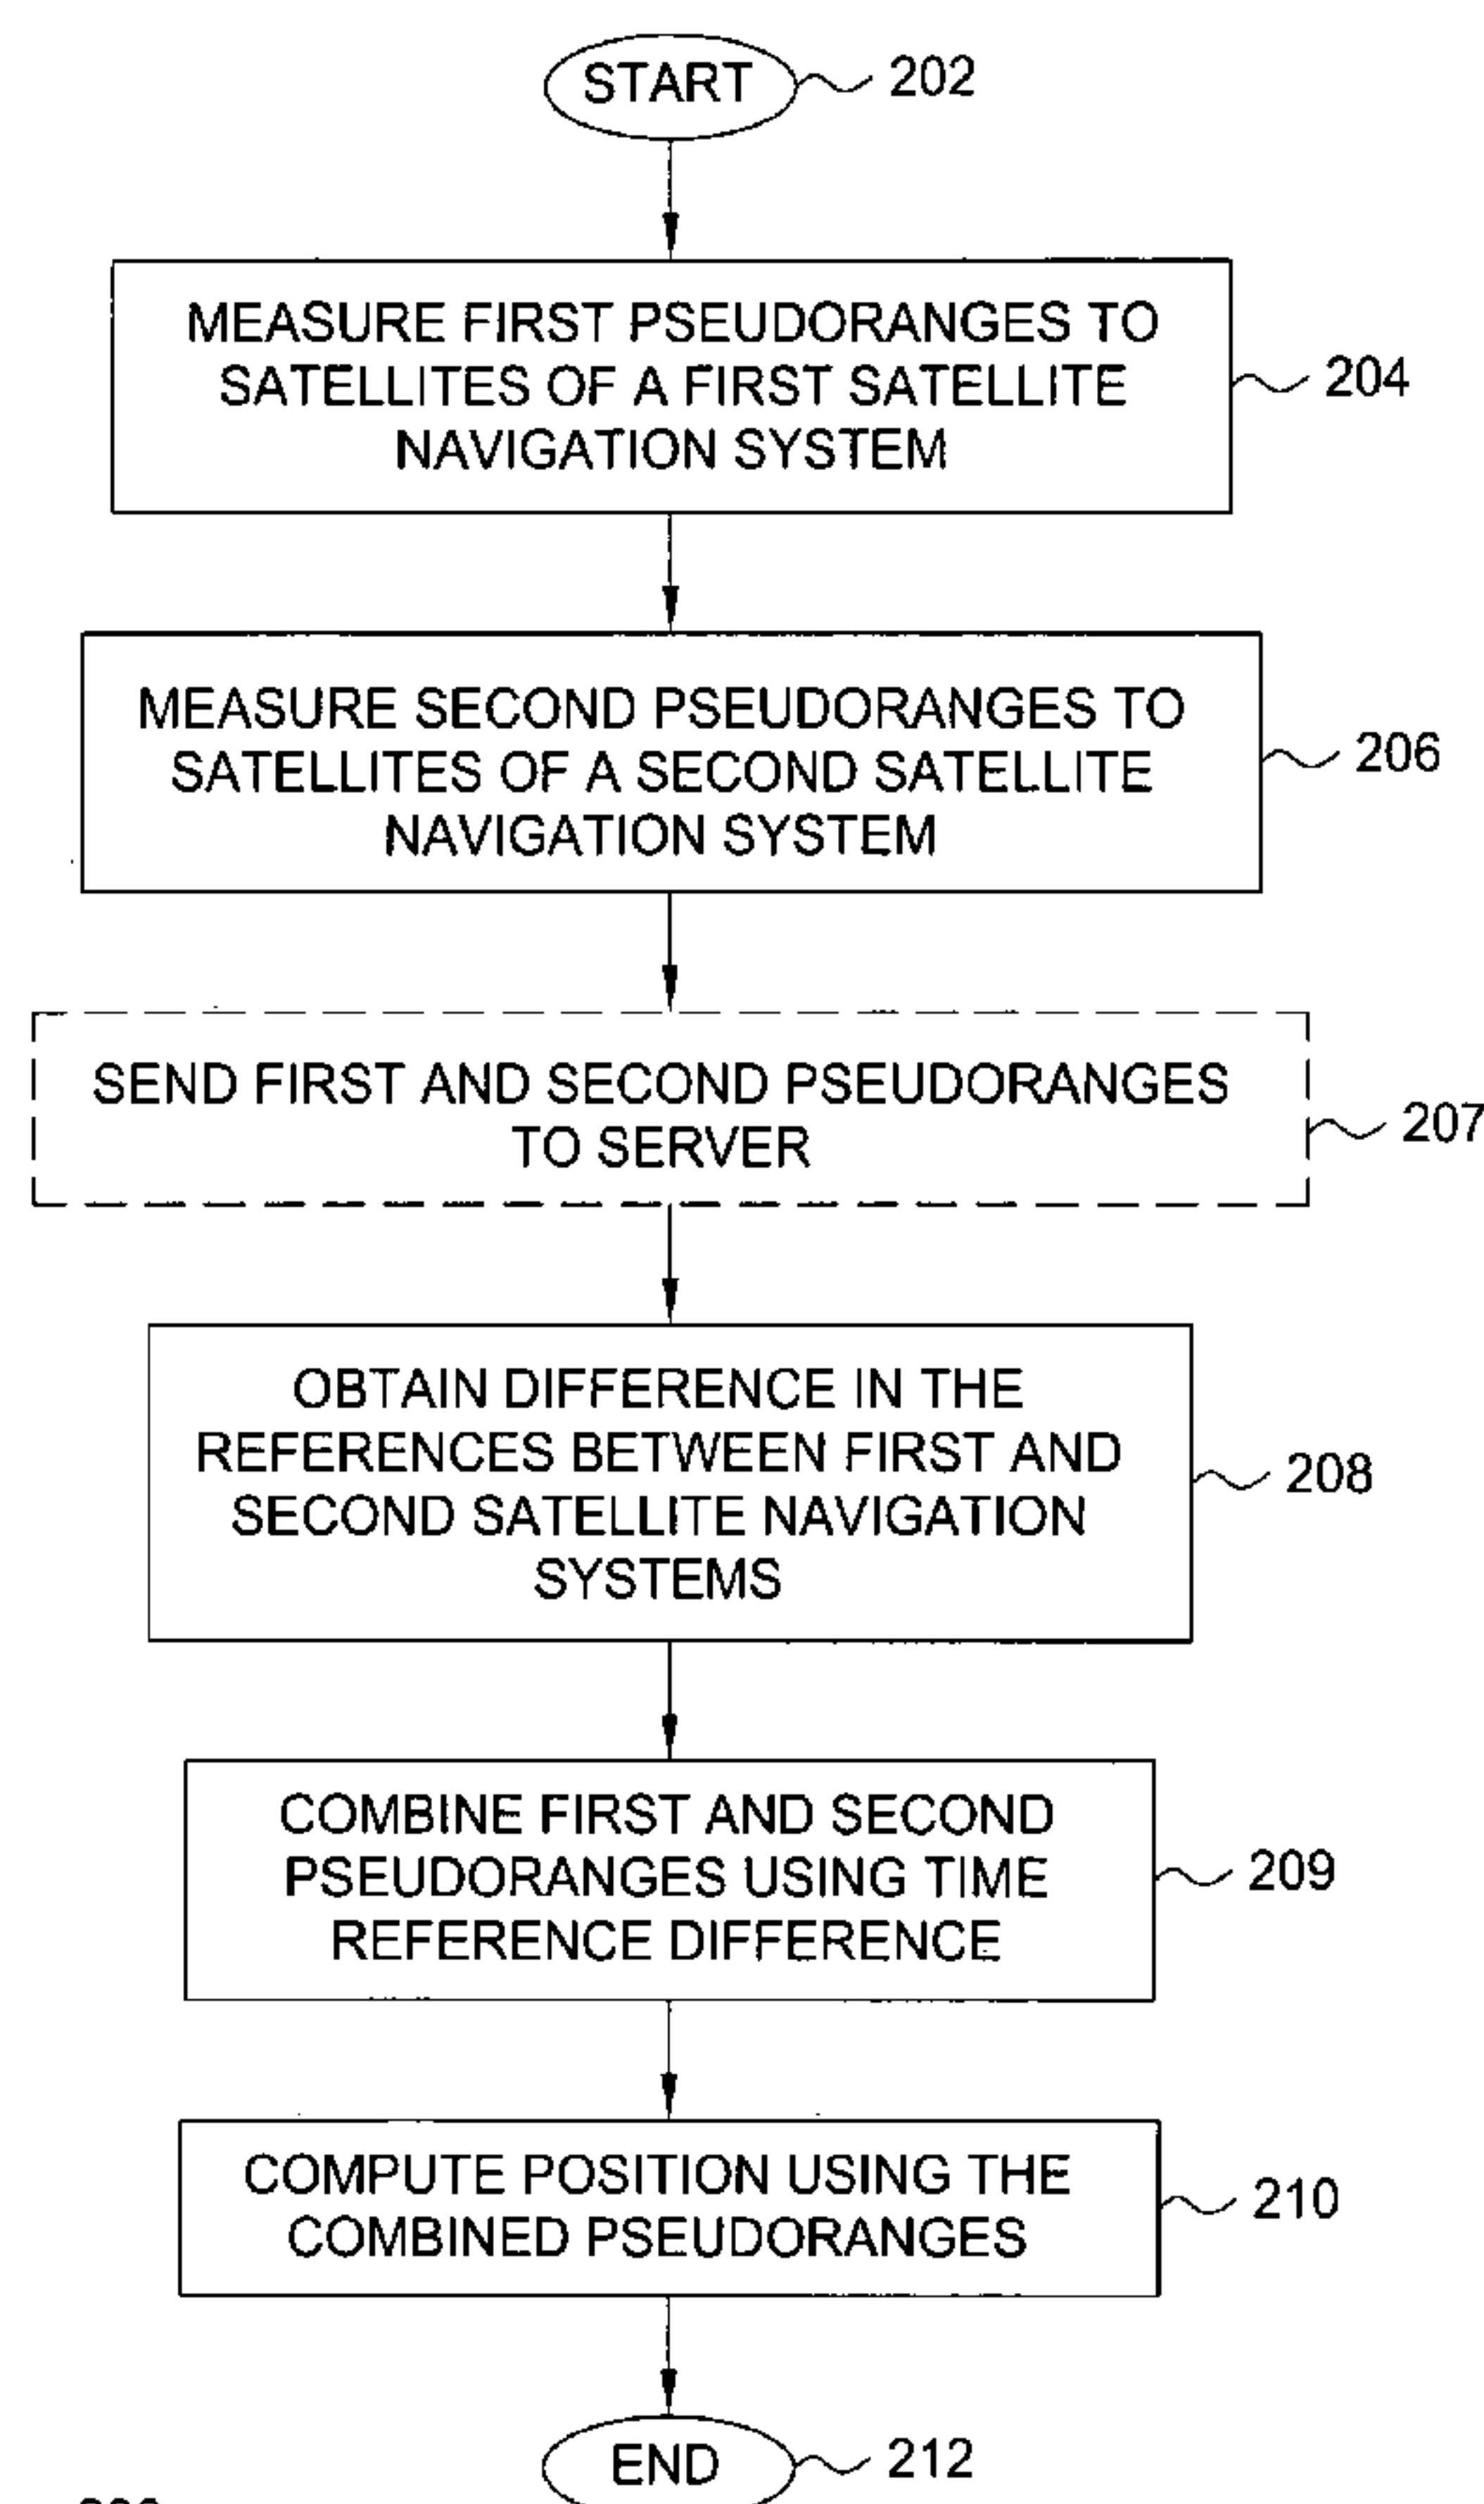 START 202
MEASURE FIRST PSEUDORANGES TO
SATELLITES OF A FIRST SATELLITE
NAVIGATION SYSTEM
204
MEASURE SECOND PSEUDORANGES TO
SATELLITES OF A SECOND SATELLITE
NAVIGATION SYSTEM
206
SEND FIRST AND SECOND PSEUDORANGES
TO SERVER
207
OBTAIN DIFFERENCE IN THE
REFERENCES BETWEEN FIRST AND
SECOND SATELLITE NAVIGATION
SYSTEMS
208
COMBINE FIRST AND SECOND
PSEUDORANGES USING TIME
REFERENCE DIFFERENCE
209
COMPUTE POSITION USING THE
COMBINED PSEUDORANGES
210
END 212